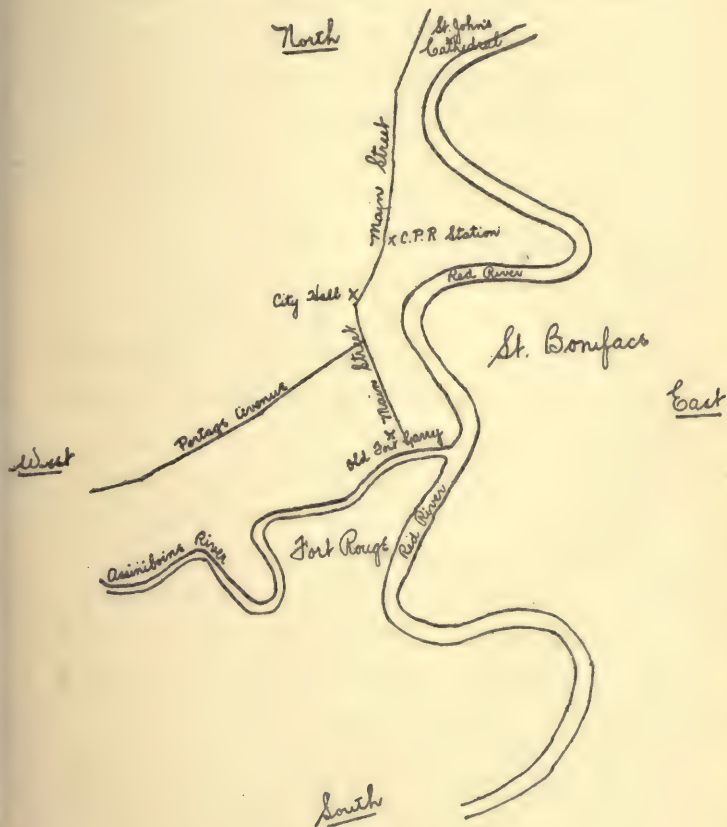 North
St. John's
Cathedral
Main Street
x C.P.R Station
City Hall x
Red River
Main Street
St. Boniface
East
Portage Avenue
x
Old Fort Garry
West
Red River
Fort Rouge
Assiniboine River
South